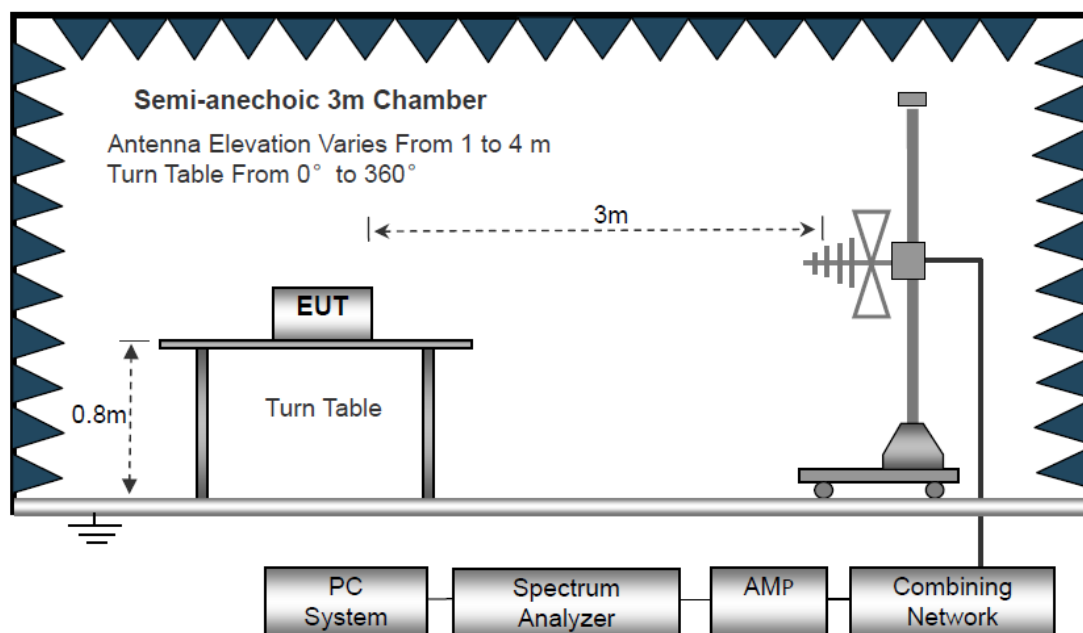 Semi-anechoic 3m Chamber
Antenna Elevation Varies From 1 to 4 m
Turn Table From 0° to 360°
3m
EUT
0.8m
Turn Table
PC
System
Spectrum
Analyzer
AMP
Combining
Network